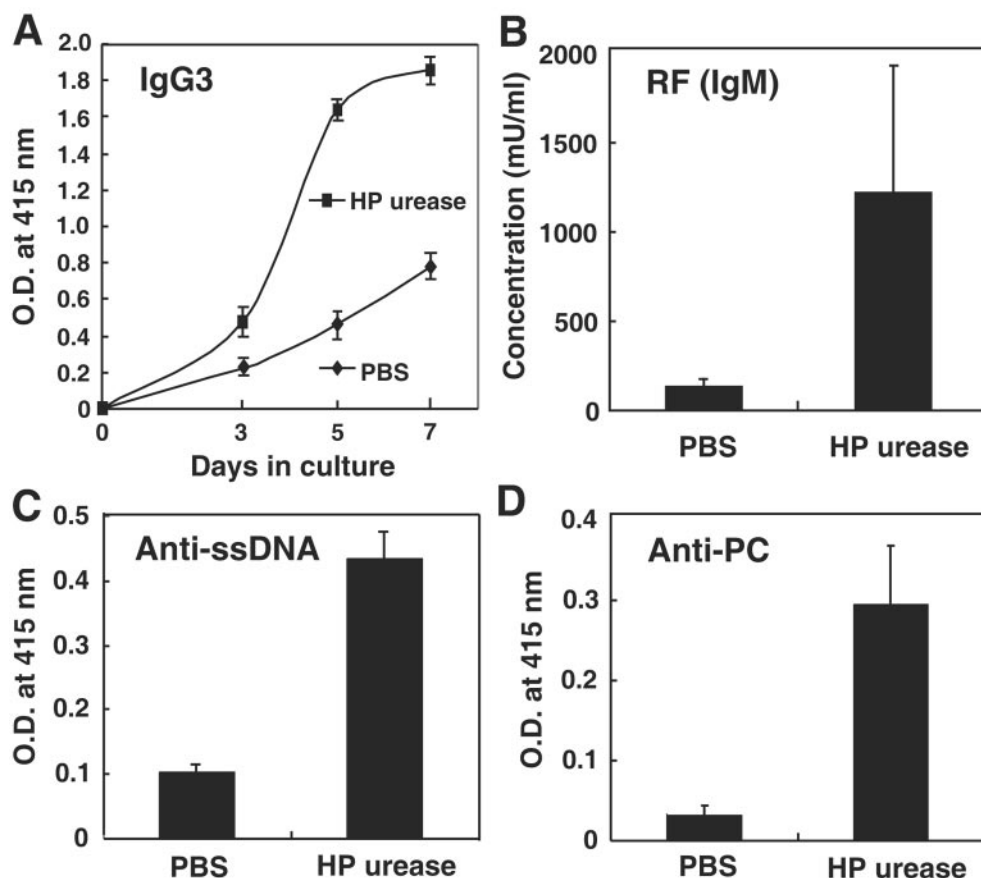 A
IgG3
O.D. at 415 nm
2.0
1.8
1.6
1.4
1.2
1.0
0.8
0.6
0.4
0.2
0
HP urease
PBS
0 3 5 7
Days in culture
B
RF (IgM)
Concentration (mU/ml)
2000
1500
1000
500
0
PBS HP urease
C
Anti-ssDNA
O.D. at 415 nm
0.5
0.4
0.3
0.2
0.1
0
PBS HP urease
D
Anti-PC
O.D. at 415 nm
0.4
0.3
0.2
0.1
0
PBS HP urease